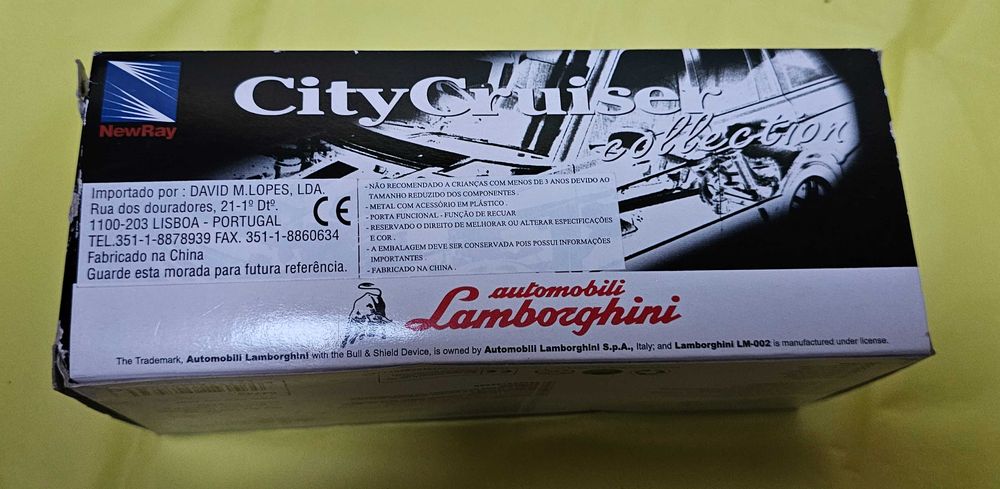 NewRay
CityCruiser
collection
Importado por : DAVID M.LOPES, LDA.
Rua dos douradores, 21-1º Dtº.
1100-203 LISBOA - PORTUGAL
TEL.351-1-8878939 FAX. 351-1-8860634
Fabricado na China
Guarde esta morada para futura referência.
CE
- NÃO RECOMENDADO A CRIANÇAS COM MENOS DE 3 ANOS DEVIDO AO
TAMANHO REDUZIDO DOS COMPONENTES .
- METAL COM ACESSÓRIO EM PLÁSTICO .
- PORTA FUNCIONAL - FUNÇÃO DE RECUAR
- RESERVADO O DIREITO DE MELHORAR OU ALTERAR ESPECIFICAÇÕES
E COR .
- A EMBALAGEM DEVE SER CONSERVADA POIS POSSUI INFORMAÇÕES
IMPORTANTES .
- FABRICADO NA CHINA .
automobili
Lamborghini
The Trademark, Automobili Lamborghini with the Bull & Shield Device, is owned by Automobili Lamborghini S.p.A., Italy; and Lamborghini LM-002 is manufactured under license.